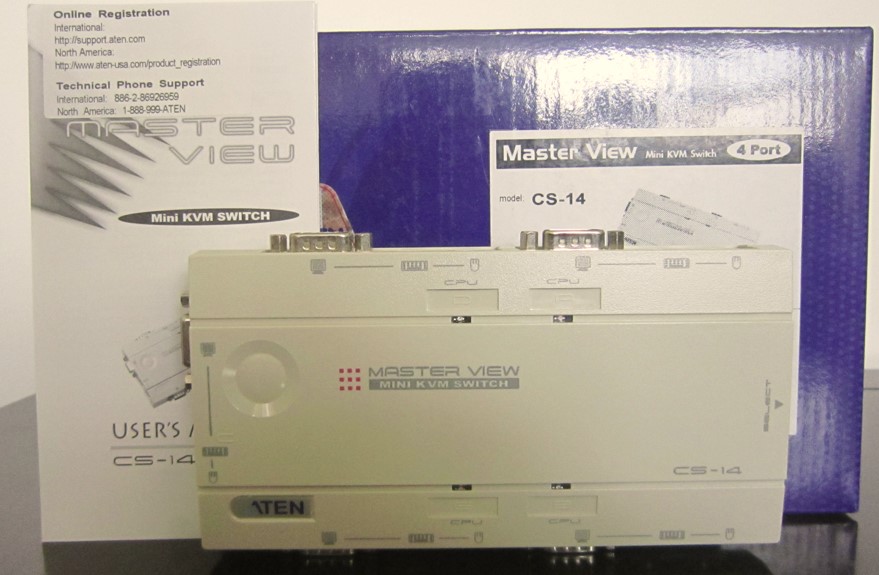 Online Registration
International:
http://support.aten.com
North America:
http://www.aten-usa.com/product_registration
Technical Phone Support
International: 886-2-86926959
North America: 1-888-999-ATEN
MASTER
VIEW
Mini KVM SWITCH
USER'S
CS-14
Master View Mini KVM Switch 4 Port
model: CS-14
CPU CPU
MASTER VIEW
MINI KVM SWITCH
SELECT
CS-14
ATEN
CPU CPU